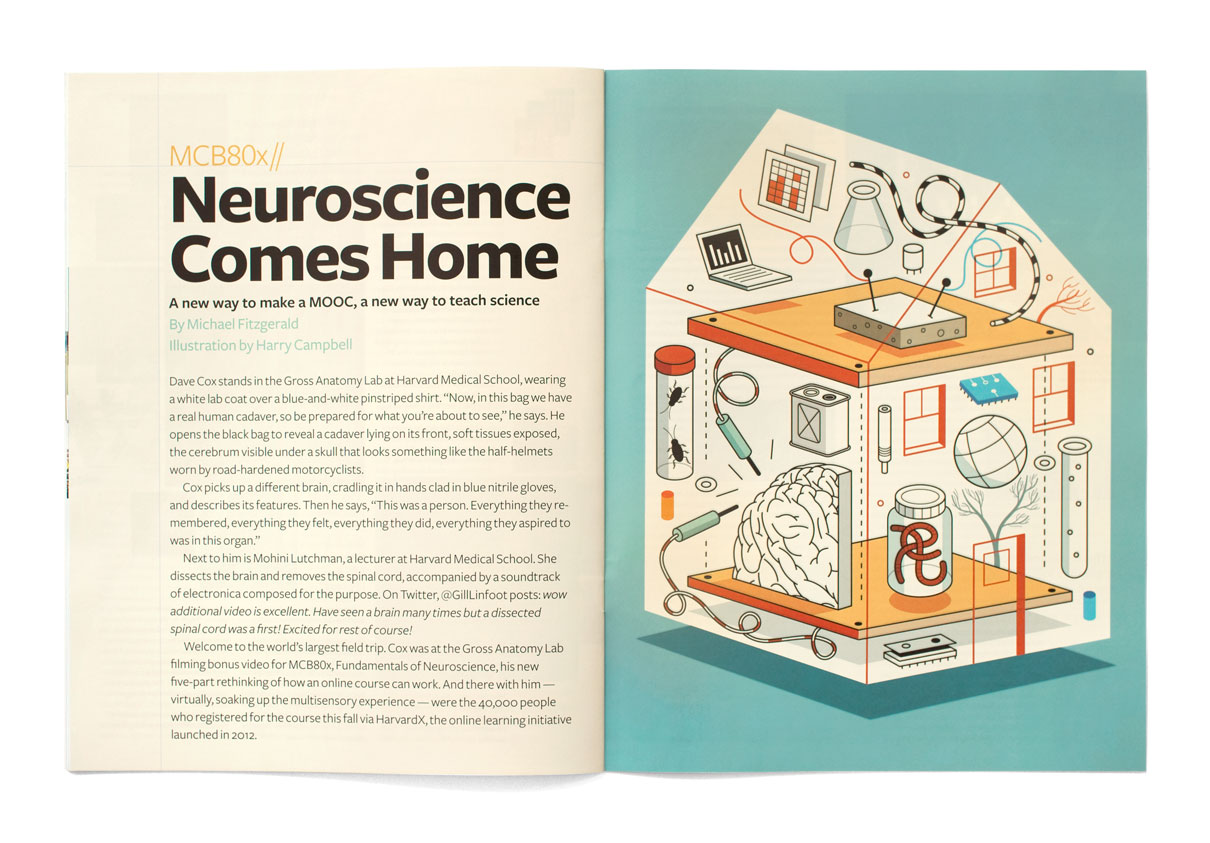 MCB80x//
Neuroscience
Comes Home
A new way to make a MOOC, a new way to teach science
By Michael Fitzgerald
Illustration by Harry Campbell
Dave Cox stands in the Gross Anatomy Lab at Harvard Medical School, wearing
a white lab coat over a blue-and-white pinstriped shirt. “Now, in this bag we have
a real human cadaver, so be prepared for what you’re about to see,” he says. He
opens the black bag to reveal a cadaver lying on its front, soft tissues exposed,
the cerebrum visible under a skull that looks something like the half-helmets
worn by road-hardened motorcyclists.
Cox picks up a different brain, cradling it in hands clad in blue nitrile gloves,
and describes its features. Then he says, “This was a person. Everything they re-
membered, everything they felt, everything they did, everything they aspired to
was in this organ.”
Next to him is Mohini Lutchman, a lecturer at Harvard Medical School. She
dissects the brain and removes the spinal cord, accompanied by a soundtrack
of electronica composed for the purpose. On Twitter, @GillLinfoot posts: wow
additional video is excellent. Have seen a brain many times but a dissected
spinal cord was a first! Excited for rest of course!
Welcome to the world’s largest field trip. Cox was at the Gross Anatomy Lab
filming bonus video for MCB80x, Fundamentals of Neuroscience, his new
five-part rethinking of how an online course can work. And there with him —
virtually, soaking up the multisensory experience — were the 40,000 people
who registered for the course this fall via HarvardX, the online learning initiative
launched in 2012.